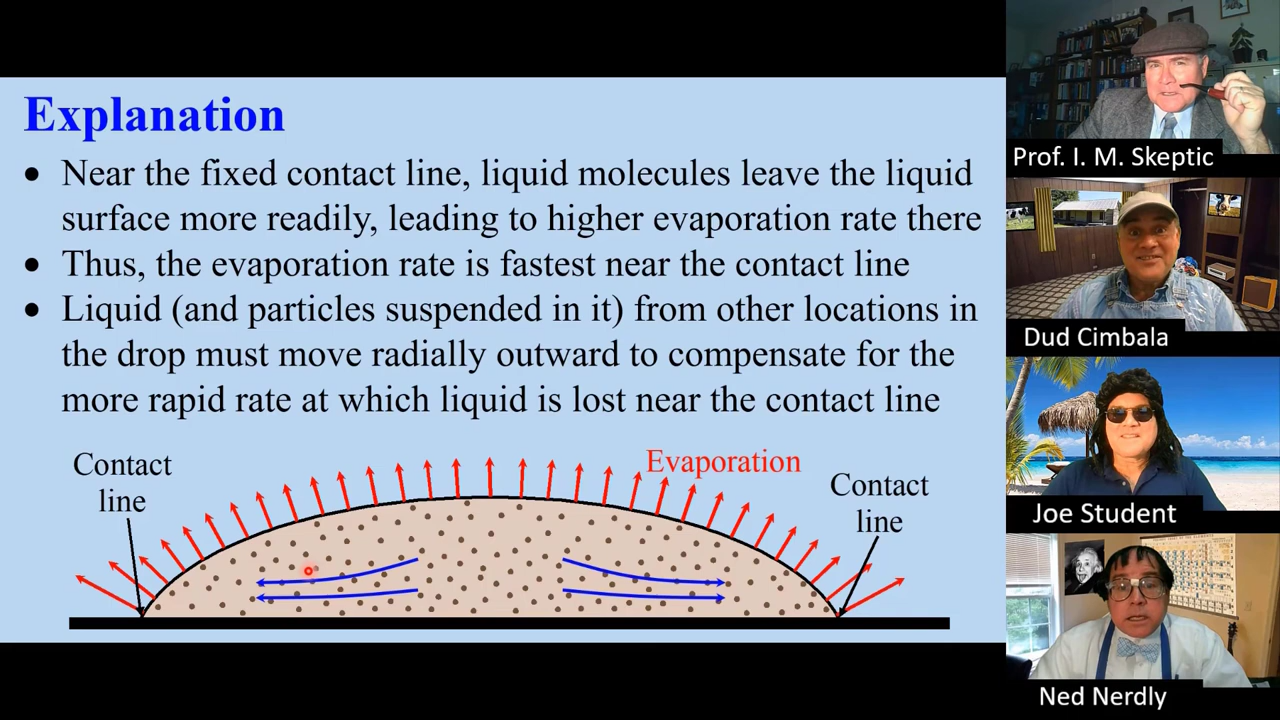 Explanation
• Near the fixed contact line, liquid molecules leave the liquid
surface more readily, leading to higher evaporation rate there
• Thus, the evaporation rate is fastest near the contact line
• Liquid (and particles suspended in it) from other locations in
the drop must move radially outward to compensate for the
more rapid rate at which liquid is lost near the contact line
Contact
line
Evaporation
Contact
line
Prof. I. M. Skeptic
Dud Cimbala
Joe Student
Ned Nerdly